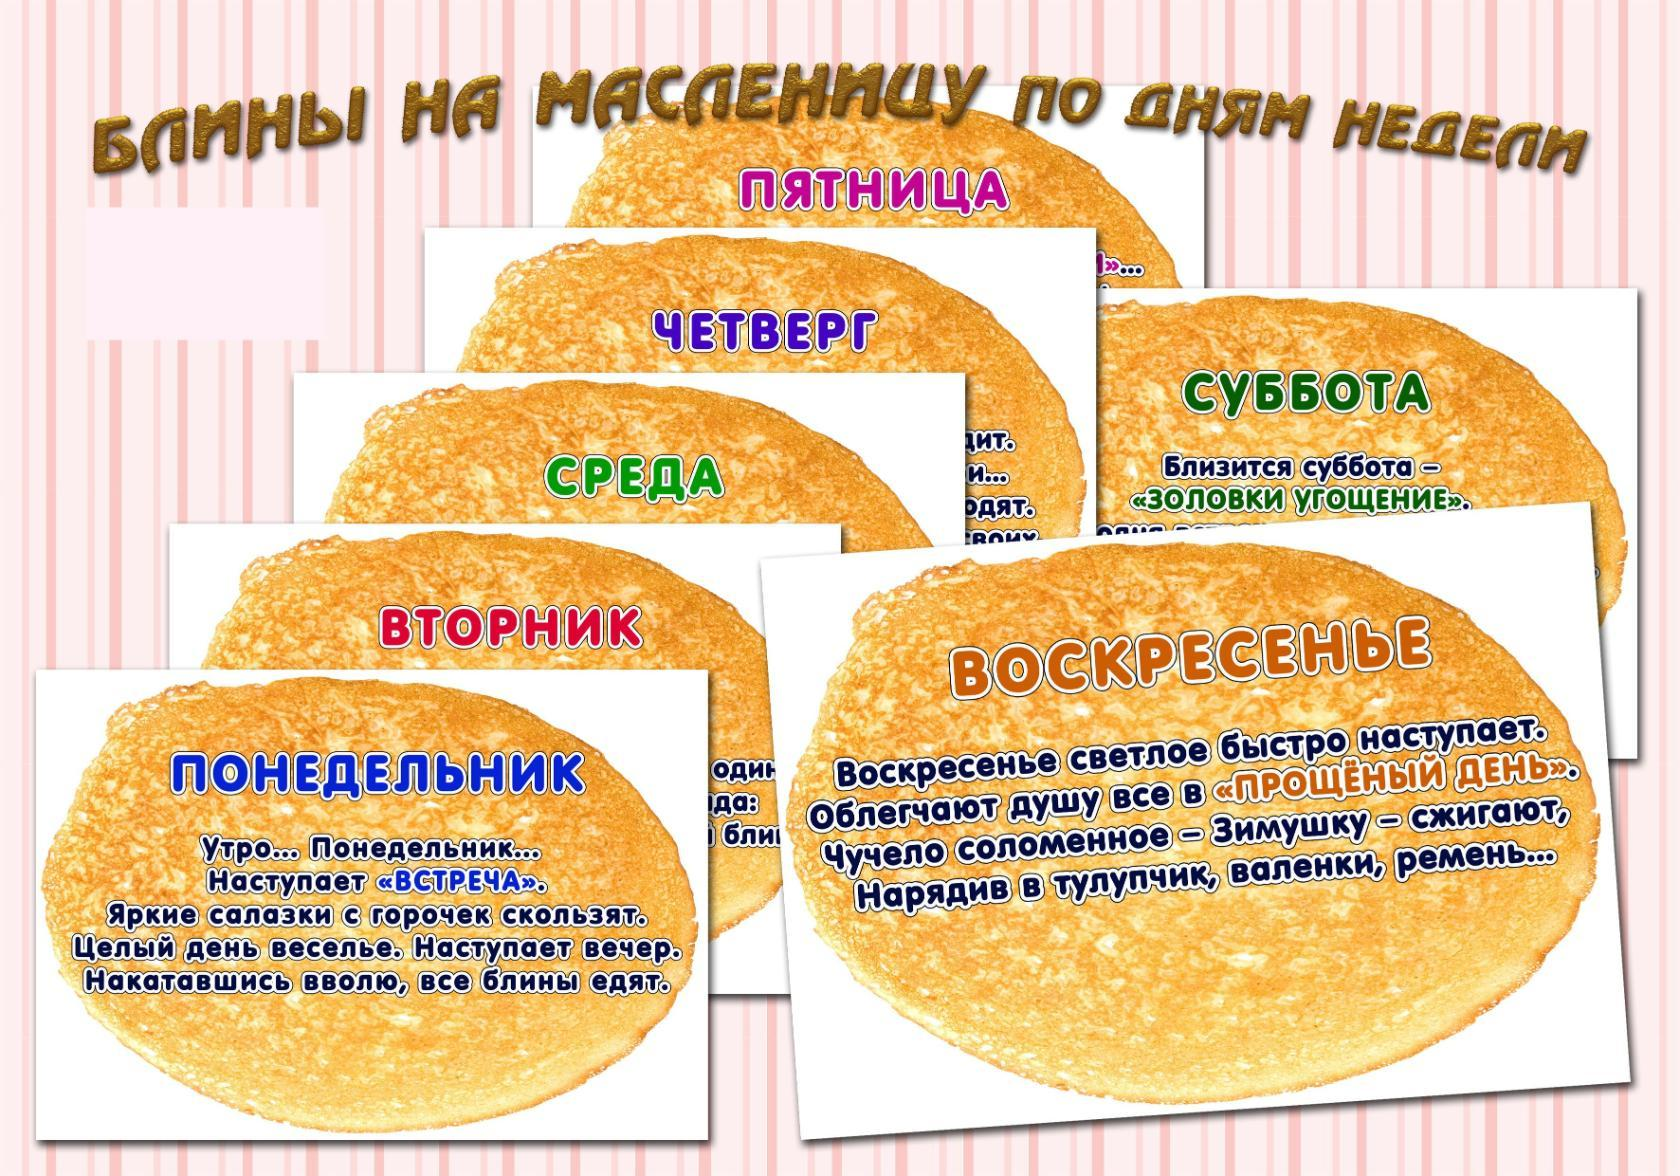 БЛИНЫ НА МАСЛЕНИЦУ ПО ДНЯМ НЕДЕЛИ
ПЯТНИЦА
ЧЕТВЕРГ
СУББОТА
Близится суббота –
«ЗОЛОВКИ УГОЩЕНИЕ».
СРЕДА
ВТОРНИК
ПОНЕДЕЛЬНИК
Утро... Понедельник...
Наступает «ВСТРЕЧА».
Яркие салазки с горочек скользят.
Целый день веселье. Наступает вечер.
Накатавшись вволю, все блины едят.
ВОСКРЕСЕНЬЕ
Воскресенье светлое быстро наступает.
Облегчают душу все в «ПРОЩЁНЫЙ ДЕНЬ».
Чучело соломенное – Зимушку – сжигают,
Нарядив в тулупчик, валенки, ремень...